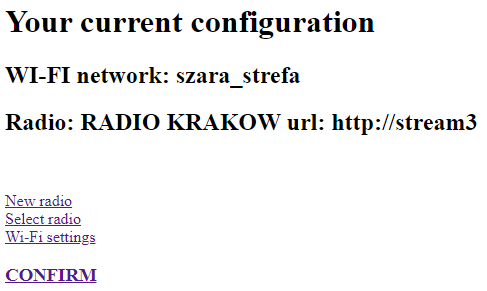 Your current configuration
WI-FI network: szara_strefa
Radio: RADIO KRAKOW url: http://stream3
New radio
Select radio
Wi-Fi settings
CONFIRM